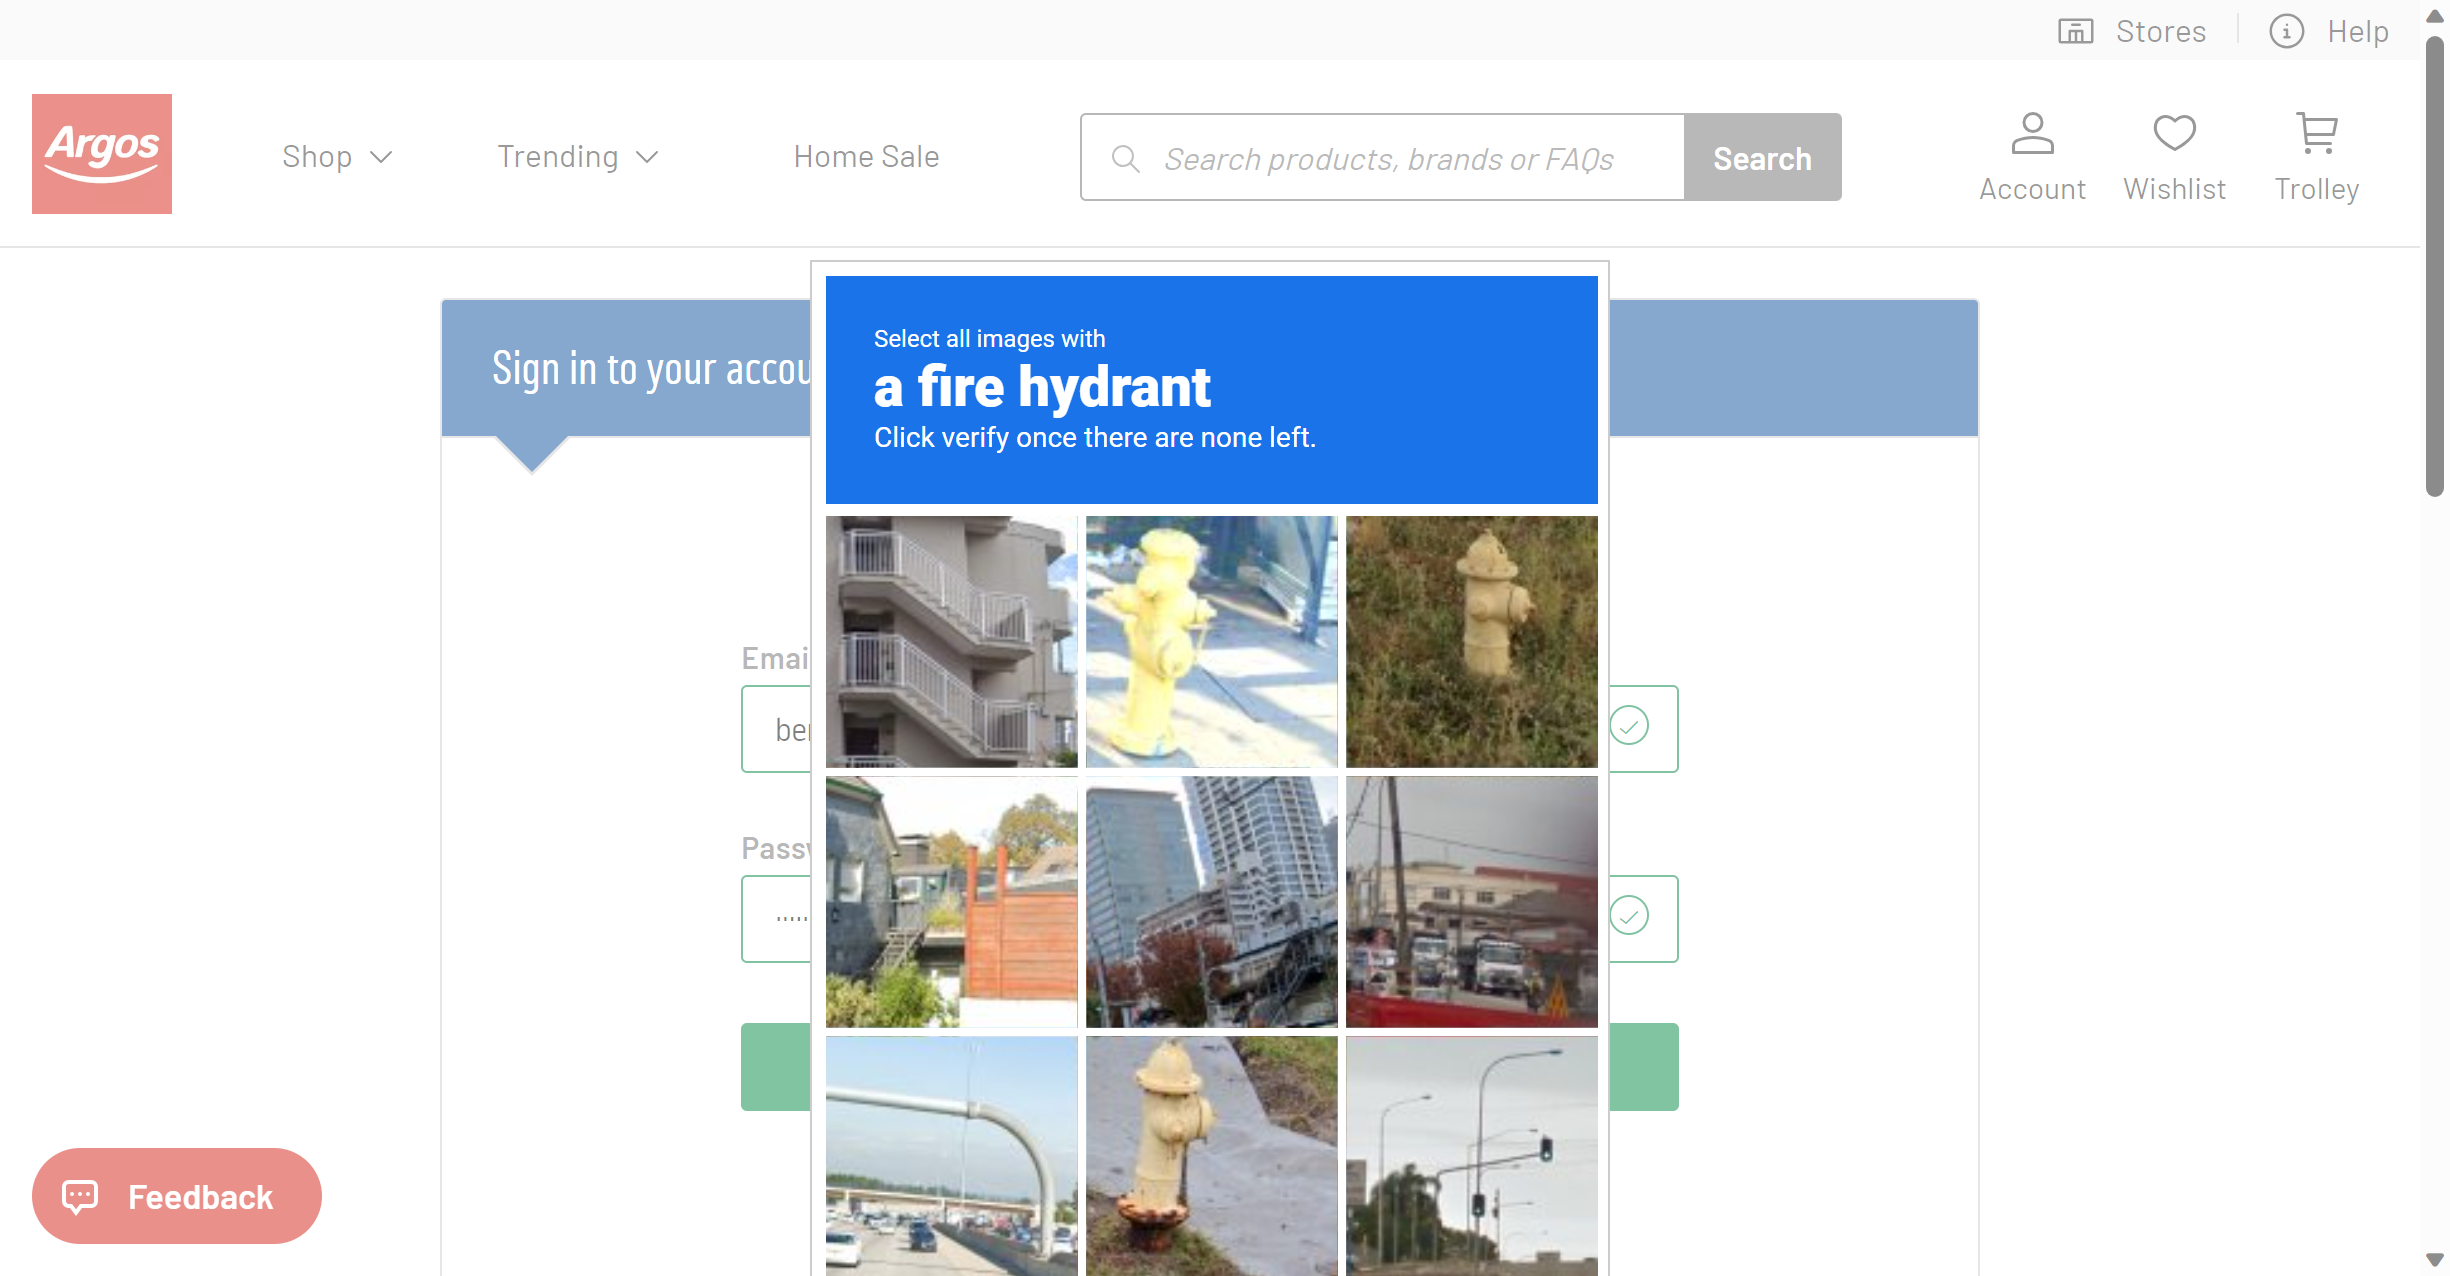 Stores
Help
Argos
Shop
Trending
Home Sale
Search products, brands or FAQs
Search
Account
Wishlist
Trolley
Sign in to your accou
Select all images with
a fire hydrant
Click verify once there are none left.
Emai
be
Pass
Feedback